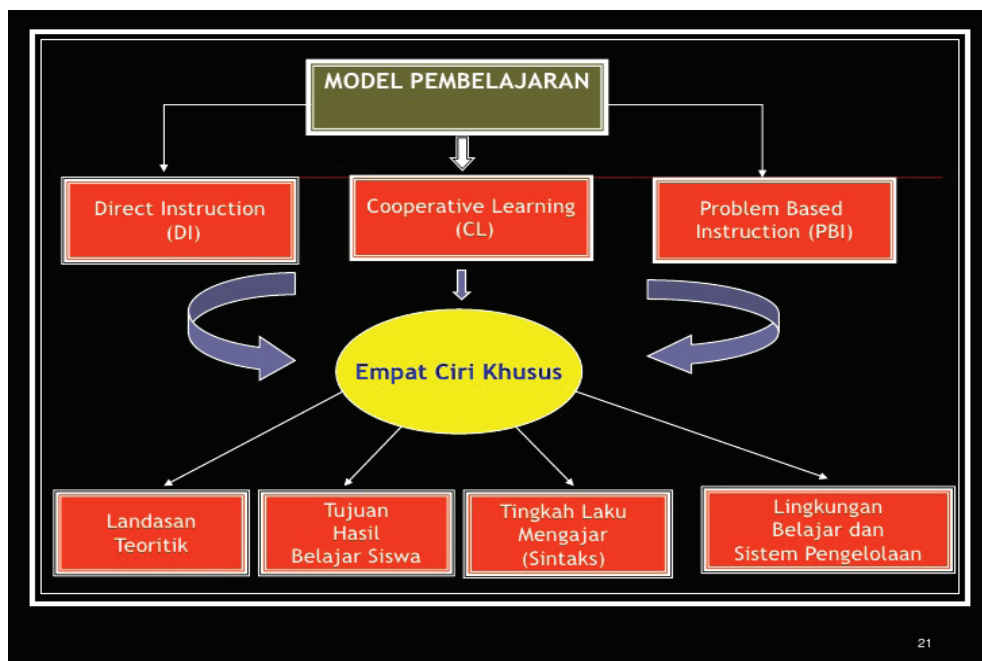 MODEL PEMBELAJARAN
Direct Instruction
(DI)
Cooperative Learning
(CL)
Problem Based
Instruction (PBI)
Empat Ciri Khusus
Landasan
Teoritik
Tujuan
Hasil
Belajar Siswa
Tingkah Laku
Mengajar
(Sintaks)
Lingkungan
Belajar dan
Sistem Pengelolaan
21